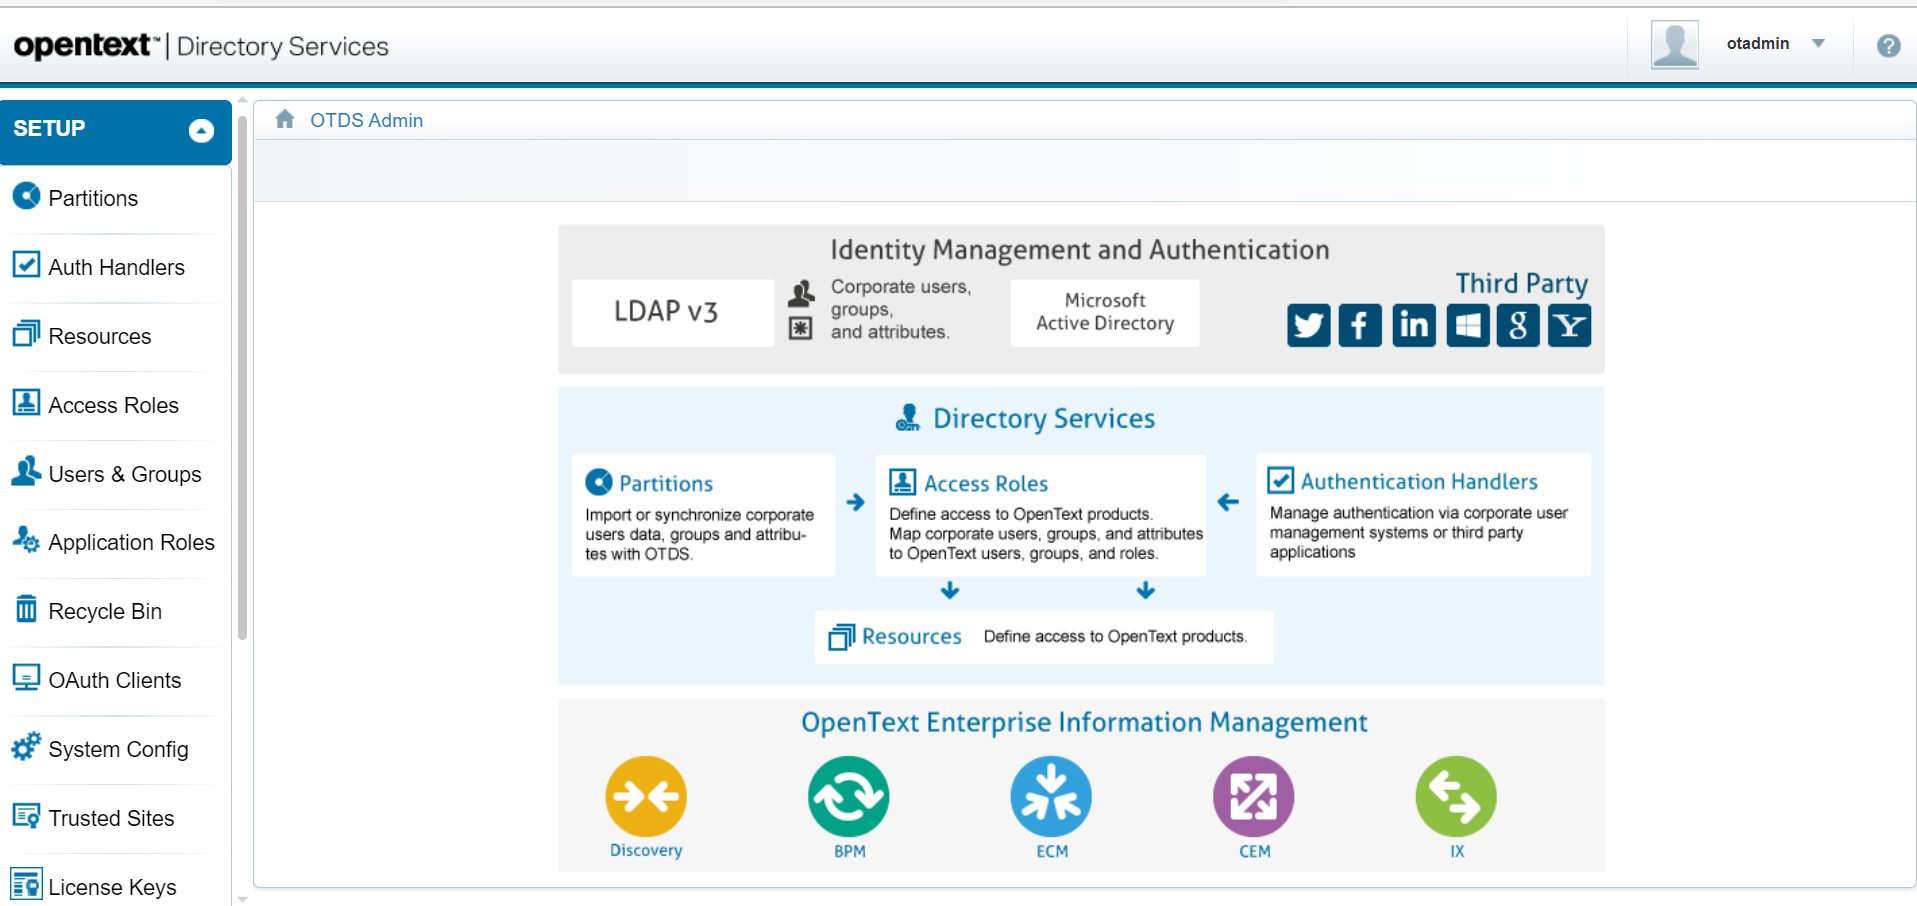 opentext™ | Directory Services
otadmin
?
SETUP
Partitions
Auth Handlers
Resources
Access Roles
Users & Groups
Application Roles
Recycle Bin
OAuth Clients
System Config
Trusted Sites
License Keys
OTDS Admin
Identity Management and Authentication
LDAP v3
Corporate users,
groups,
and attributes.
Microsoft
Active Directory
Third Party
f
in
g
Y
Directory Services
Partitions
Import or synchronize corporate
users data, groups and attribu-
tes with OTDS.
Access Roles
Define access to OpenText products.
Map corporate users, groups, and attributes
to OpenText users, groups, and roles.
Authentication Handlers
Manage authentication via corporate user
management systems or third party
applications
Resources
Define access to OpenText products.
OpenText Enterprise Information Management
Discovery
BPM
ECM
CEM
IX